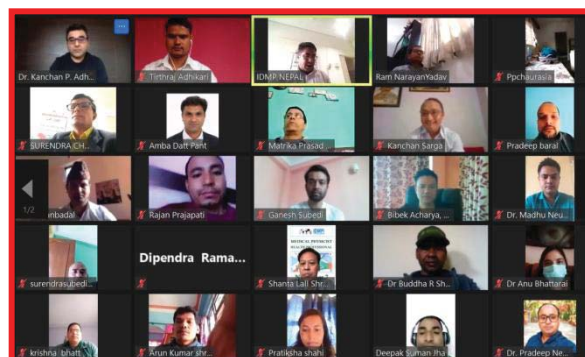 Dr. Kanchan P. Adh...
Tirthraj Adhikari
IDMP, NEPAL
Ram NarayanYadav
Ppchaurasia
SURENDRA CH...
Amba Datt Pant
Matrika Prasad ...
Kanchan Sarga
Pradeep baral
1/2
nbadal
Rajan Prajapati
Ganesh Subedi
Bibek Acharya, ...
Dr. Madhu Neu...
surendrasubedi...
Dipendra Rama...
MEDICAL PHYSICIST
HEALTH PROFESSIONAL
Shanta Lall Shr...
Dr Buddha R Sh...
Dr Anu Bhattarai
krishna bhatt
Arun Kumar shr...
Pratiksha shahi
Deepak Suman Jha
Dr. Pradeep Ne...